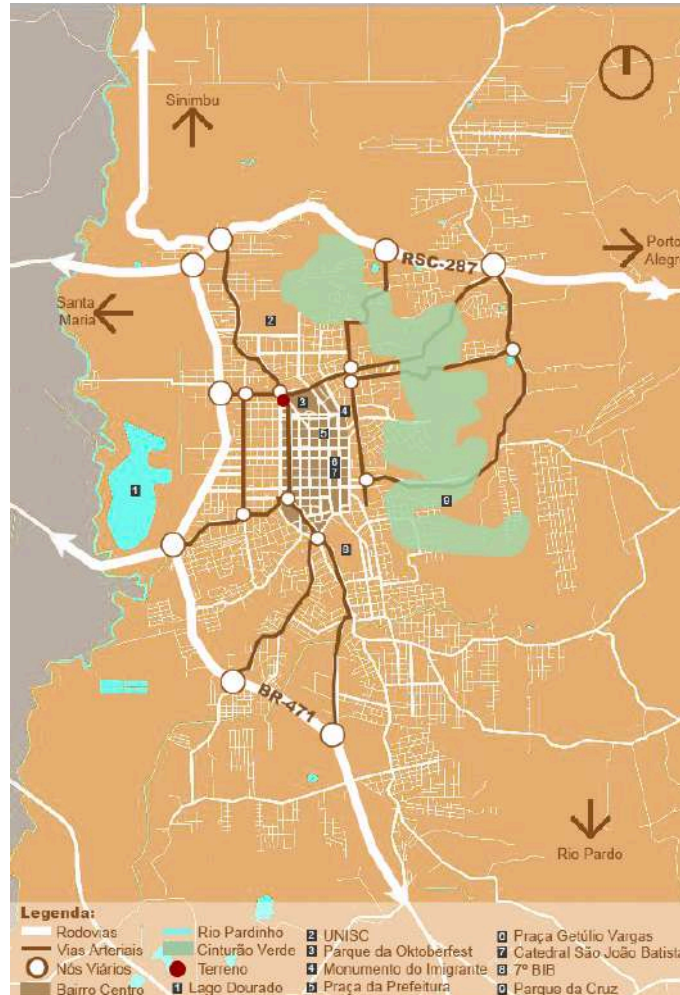 Sinimbu
Porto
Alegre
RSC-287
Santa
Maria
2
3
4
5
6
7
1
9
8
BR-471
Rio Pardo
Legenda:
Rodovias
Vias Arteriais
Nós Viários
Bairro Centro
Rio Pardinho
Cinturão Verde
Terreno
1 Lago Dourado
2 UNISC
3 Parque da Oktoberfest
4 Monumento do Imigrante
5 Praça da Prefeitura
6 Praça Getúlio Vargas
7 Catedral São João Batista
8 7º BIB
9 Parque da Cruz